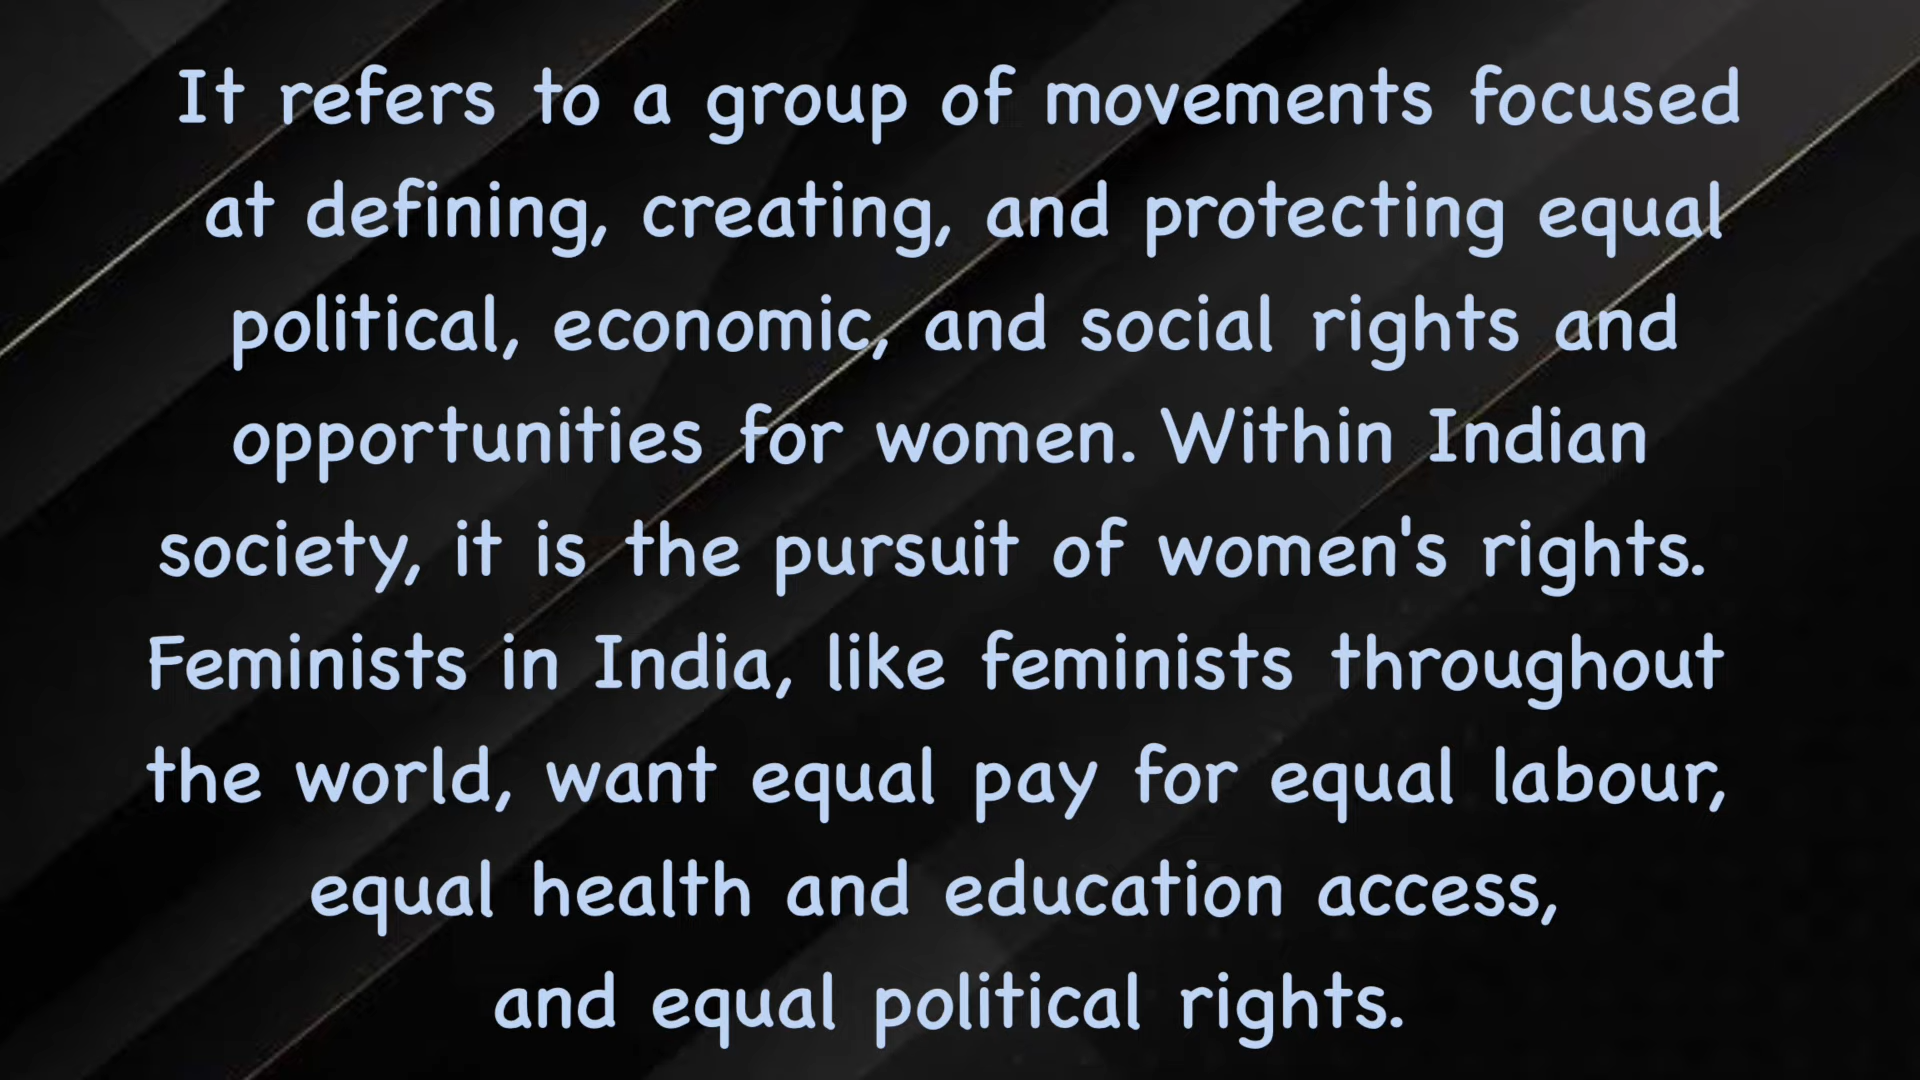 It refers to a group of movements focused
at defining, creating, and protecting equal
political, economic, and social rights and
opportunities for women. Within Indian
society, it is the pursuit of women's rights.
Feminists in India, like feminists throughout
the world, want equal pay for equal labour,
equal health and education access,
and equal political rights.